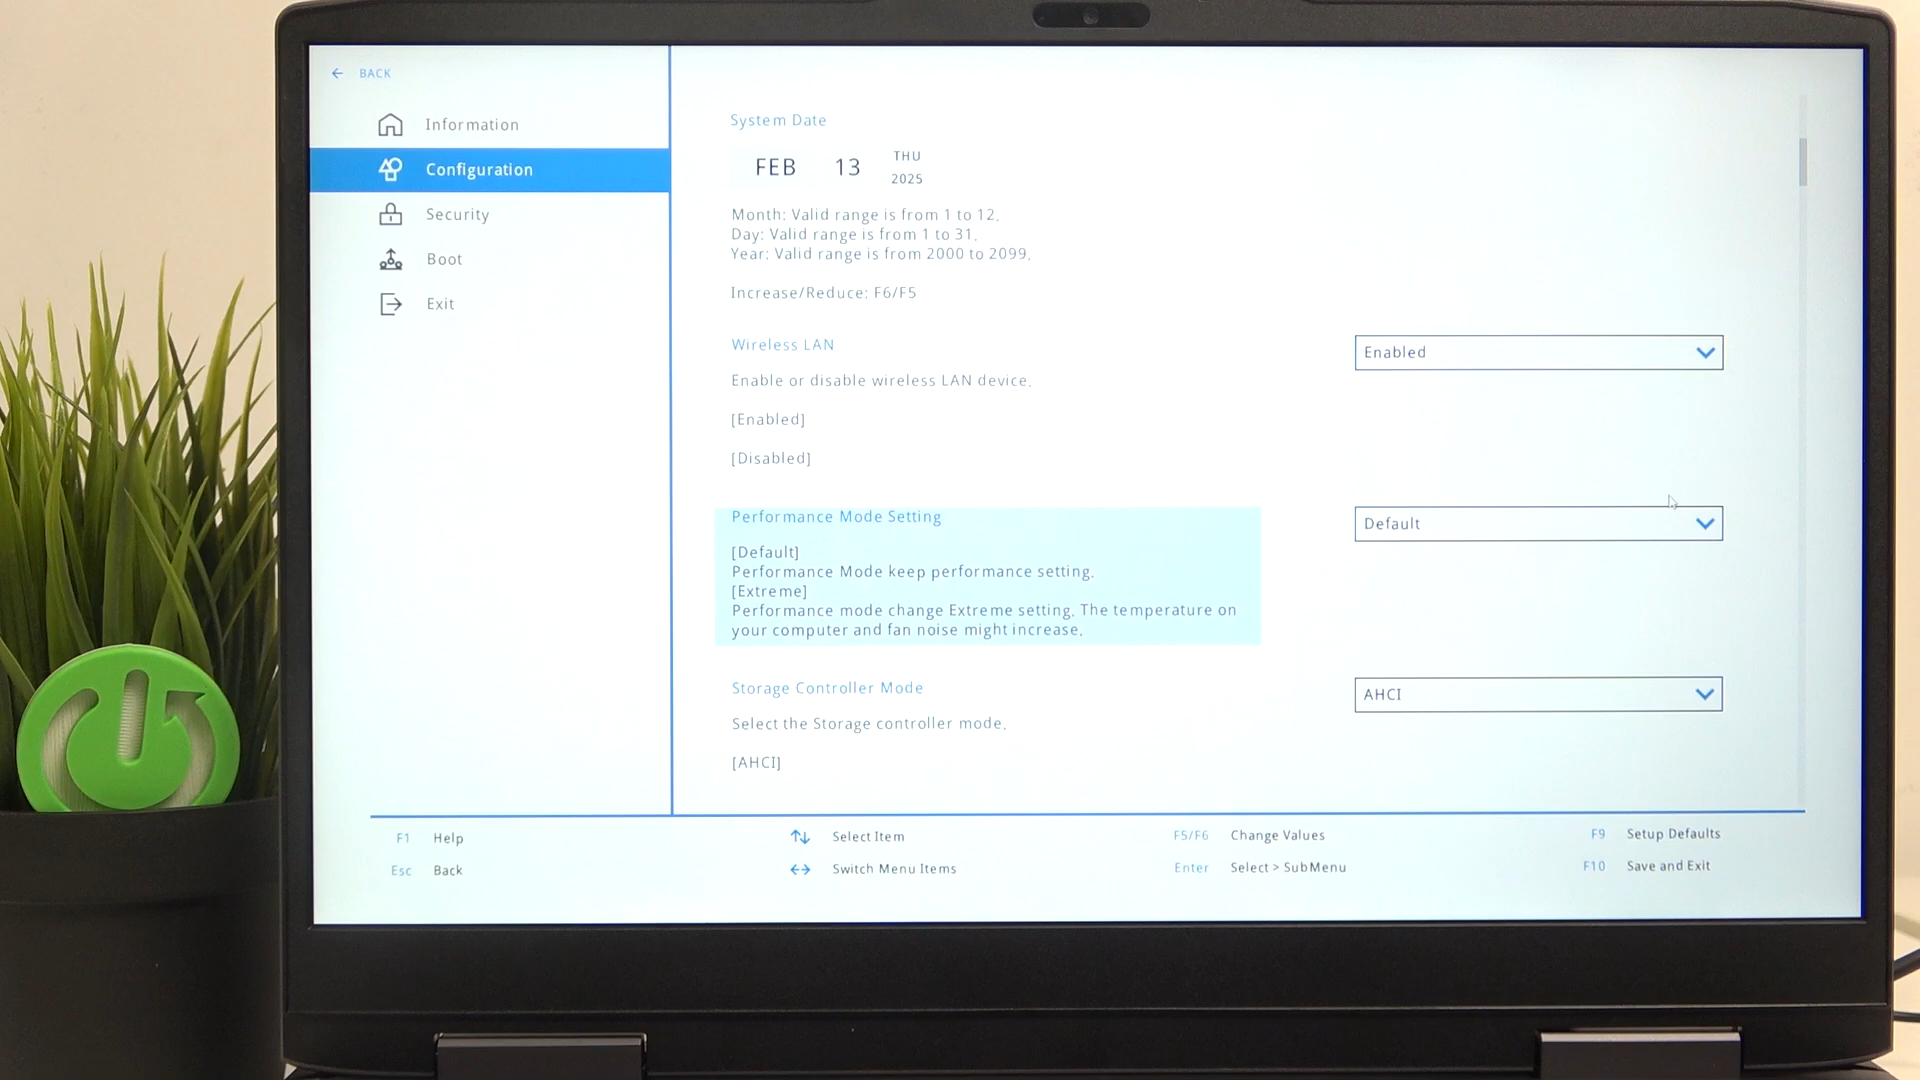 BACK
Information
Configuration
Security
Boot
Exit
System Date
FEB 13 THU 2025
Month: Valid range is from 1 to 12.
Day: Valid range is from 1 to 31.
Year: Valid range is from 2000 to 2099.
Increase/Reduce: F6/F5
Wireless LAN
Enabled
Enable or disable wireless LAN device.
[Enabled]
[Disabled]
Performance Mode Setting
Default
[Default]
Performance Mode keep performance setting.
[Extreme]
Performance mode change Extreme setting. The temperature on
your computer and fan noise might increase.
Storage Controller Mode
AHCI
Select the Storage controller mode.
[AHCI]
F1 Help
Select Item
F5/F6 Change Values
F9 Setup Defaults
Esc Back
Switch Menu Items
Enter Select > SubMenu
F10 Save and Exit